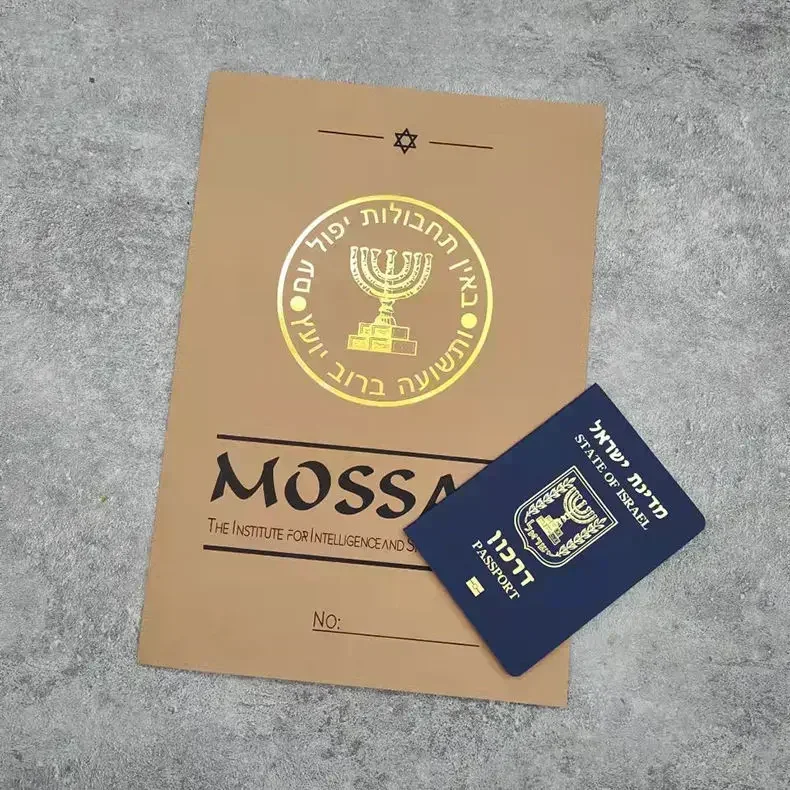 באין תחבולות יפול עם
ותשועה ברוב יועץ
MOSSA
THE INSTITUTE FOR INTELLIGENCE AND S
NO:
מדינת ישראל
STATE OF ISRAEL
ישראל
דרכון
PASSPORT